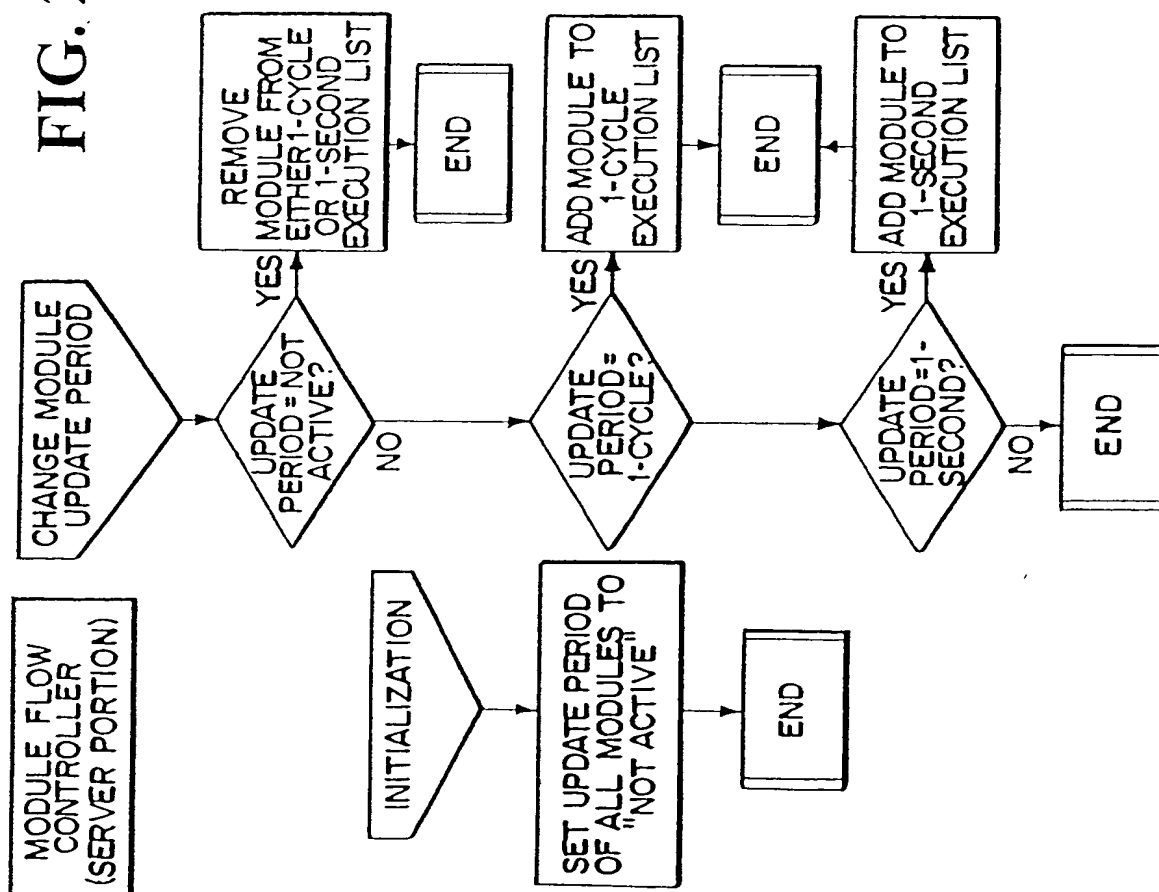 FIG.
MODULE FLOW
CONTROLLER
(SERVER PORTION)
INITIALIZATION
SET UPDATE PERIOD
OF ALL MODULES TO
"NOT ACTIVE"
END
CHANGE MODULE
UPDATE PERIOD
UPDATE
PERIOD = NOT
ACTIVE?
YES
REMOVE
MODULE FROM
EITHER 1-CYCLE
OR 1-SECOND
EXECUTION LIST
END
NO
UPDATE
PERIOD =
1-CYCLE?
YES
ADD MODULE TO
1-CYCLE
EXECUTION LIST
END
UPDATE
PERIOD=1-
SECOND?
YES
ADD MODULE TO
1-SECOND
EXECUTION LIST
NO
END